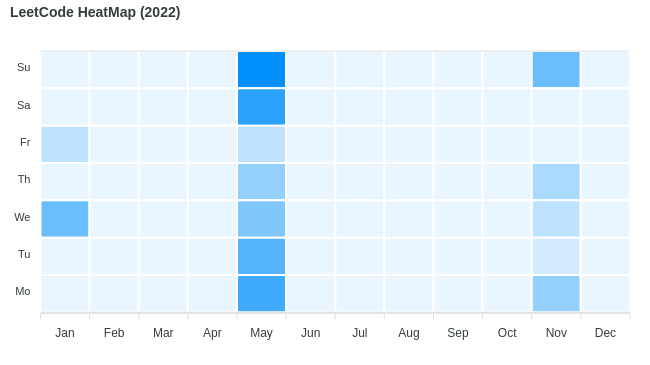 LeetCode HeatMap (2022)
Su
Sa
Fr
Th
We
Tu
Mo
Jan Feb Mar Apr May Jun Jul Aug Sep Oct Nov Dec